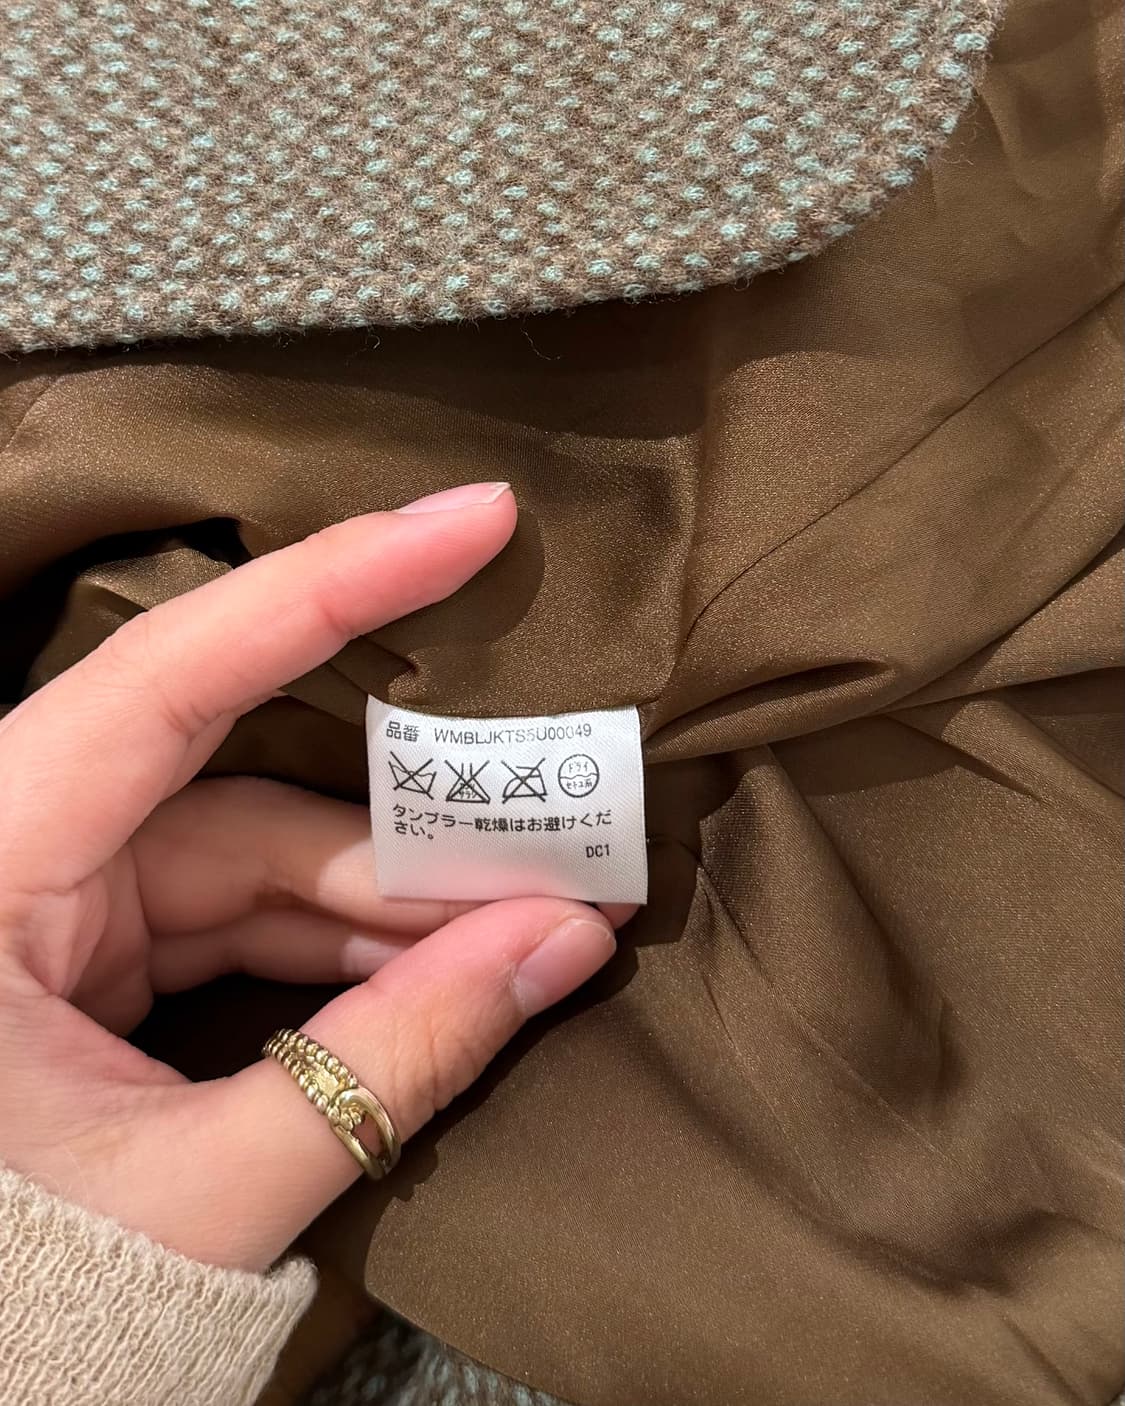 品番 WMBLJKTS5U00049
ドライ
セキユ系
タンブラー乾燥はお避けくだ
さい。
DC1